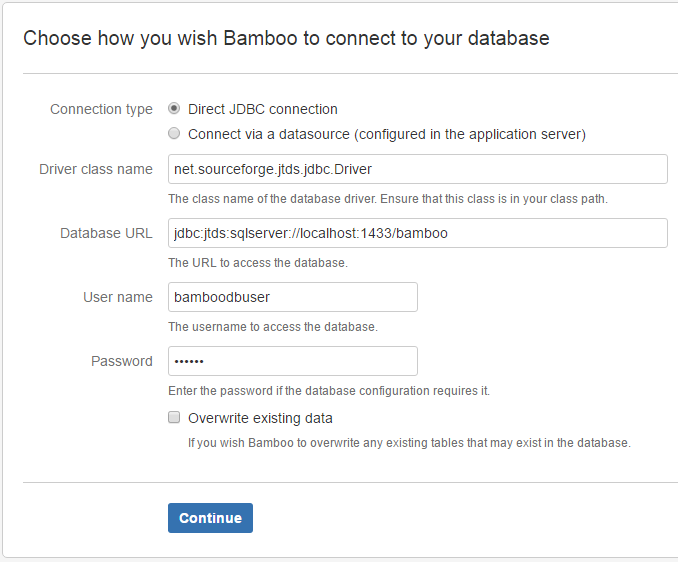 Choose how you wish Bamboo to connect to your database
Connection type
Direct JDBC connection
Connect via a datasource (configured in the application server)
Driver class name
net.sourceforge.jtds.jdbc.Driver
The class name of the database driver. Ensure that this class is in your class path.
Database URL
jdbc:jtds:sqlserver://localhost:1433/bamboo
The URL to access the database.
User name
bamboodbuser
The username to access the database.
Password
••••••
Enter the password if the database configuration requires it.
Overwrite existing data
If you wish Bamboo to overwrite any existing tables that may exist in the database.
Continue